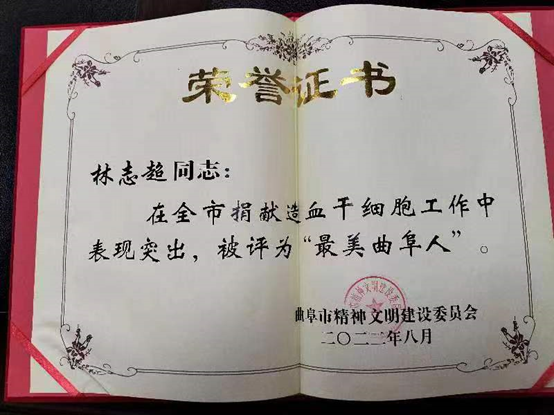 荣誉证书
林志超同志：
在全市捐献造血干细胞工作中
表现突出，被评为“最美曲阜人”。
曲阜市精神文明建设委员会
二〇二二年八月